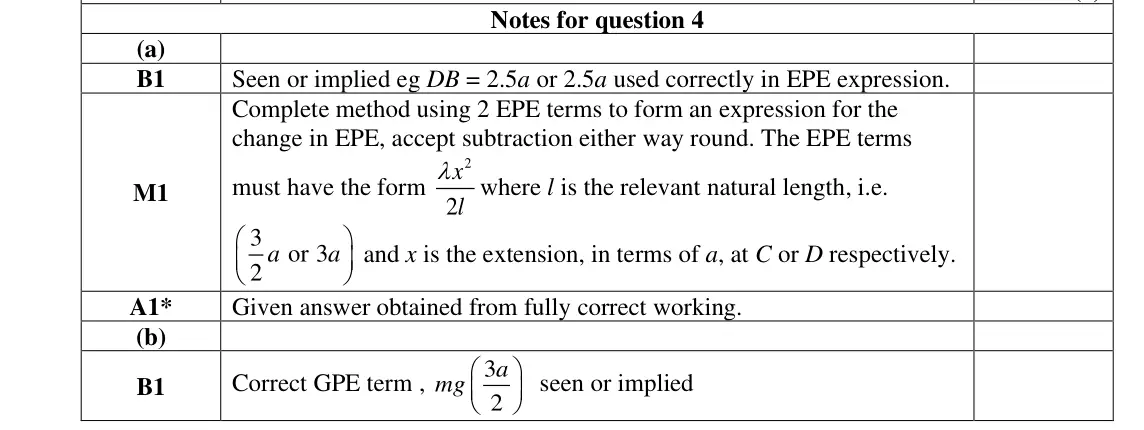 Notes for question 4
(a)
B1 Seen or implied eg DB = 2.5a or 2.5a used correctly in EPE expression.
Complete method using 2 EPE terms to form an expression for the
change in EPE, accept subtraction either way round. The EPE terms
M1 must have the form λx²/2l where l is the relevant natural length, i.e.
(3/2 a or 3a) and x is the extension, in terms of a, at C or D respectively.
A1* Given answer obtained from fully correct working.
(b)
B1 Correct GPE term , mg(3a/2) seen or implied